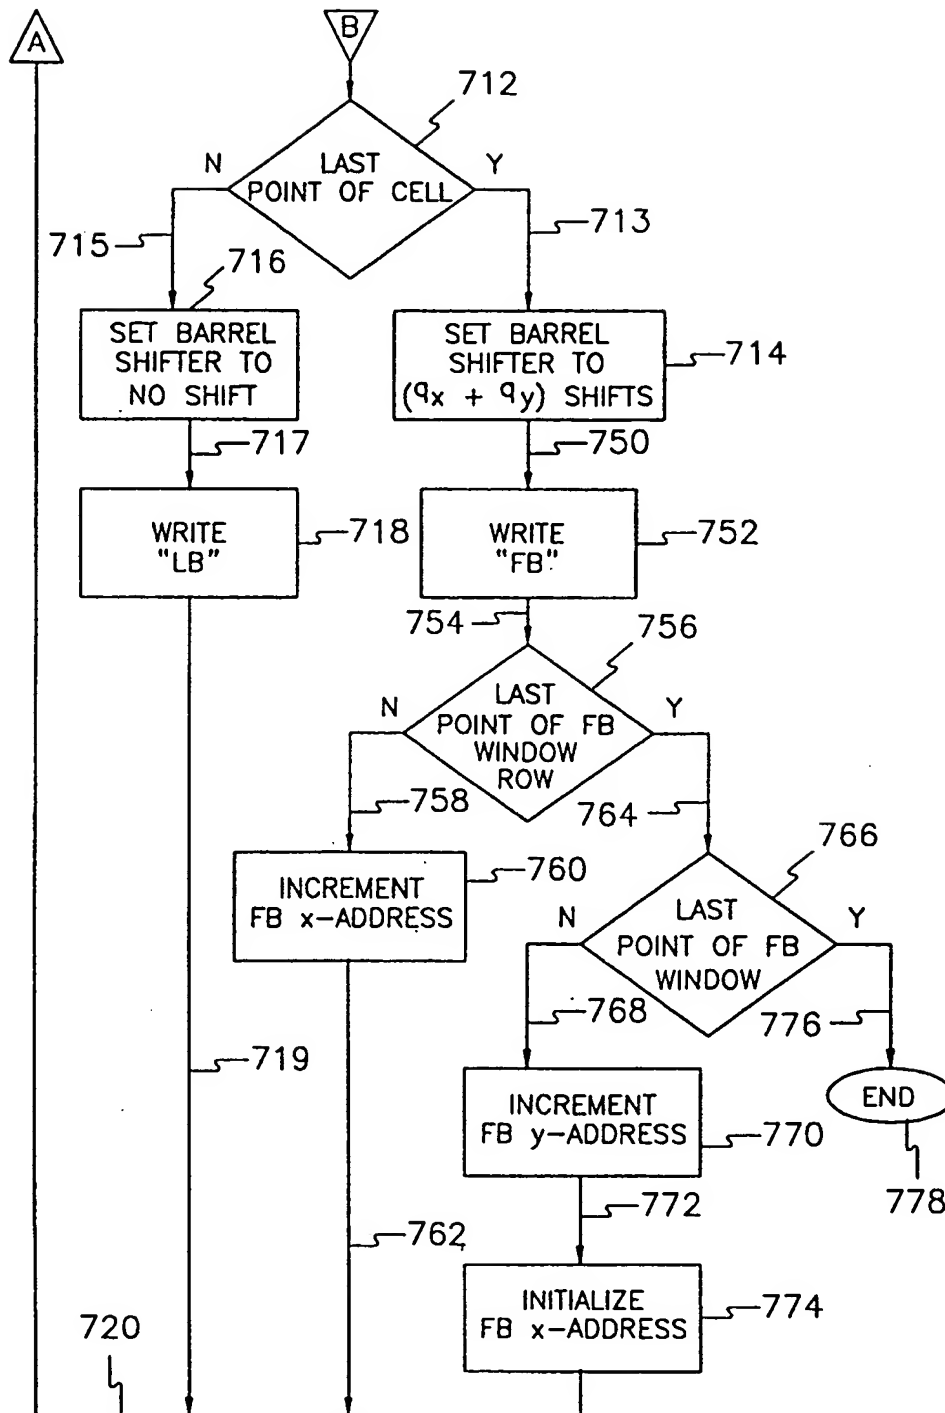 A
B
712
N
LAST
Y
POINT OF CELL
715
713
716
SET BARREL
SHIFTER TO
NO SHIFT
SET BARREL
SHIFTER TO
(qx + qy) SHIFTS
714
717
750
WRITE
"LB"
718
WRITE
"FB"
752
754
756
N
LAST
Y
POINT OF FB
WINDOW
ROW
758
764
766
INCREMENT
FB x-ADDRESS
760
N
LAST
Y
POINT OF FB
WINDOW
768
776
719
INCREMENT
FB y-ADDRESS
770
END
778
772
762
INITIALIZE
FB x-ADDRESS
774
720